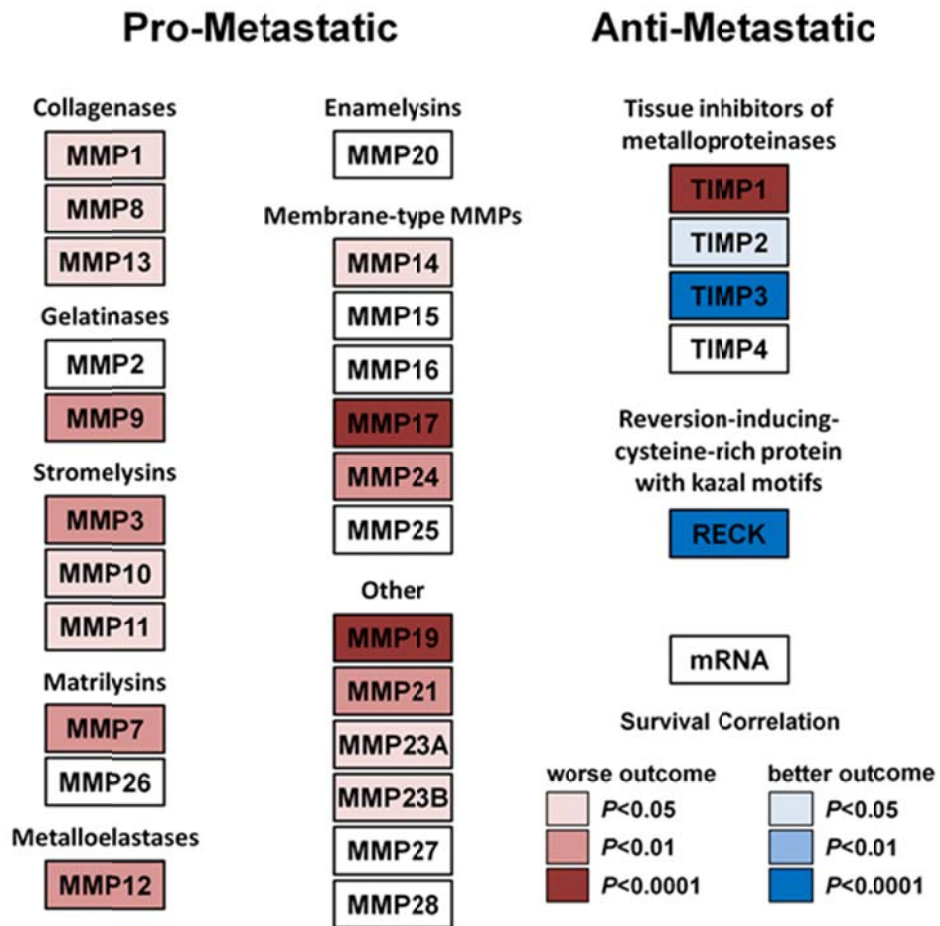 Pro-Metastatic
Collagenases
MMP1
MMP8
MMP13
Gelatinases
MMP2
MMP9
Stromelysins
MMP3
MMP10
MMP11
Matrilysins
MMP7
MMP26
Metalloelastases
MMP12
Enamelysins
MMP20
Membrane-type MMPs
MMP14
MMP15
MMP16
MMP17
MMP24
MMP25
Other
MMP19
MMP21
MMP23A
MMP23B
MMP27
MMP28
Anti-Metastatic
Tissue inhibitors of
metalloproteinases
TIMP1
TIMP2
TIMP3
TIMP4
Reversion-inducing-
cysteine-rich protein
with kazal motifs
RECK
mRNA
Survival Correlation
worse outcome
P<0.05
P<0.01
P<0.0001
better outcome
P<0.05
P<0.01
P<0.0001